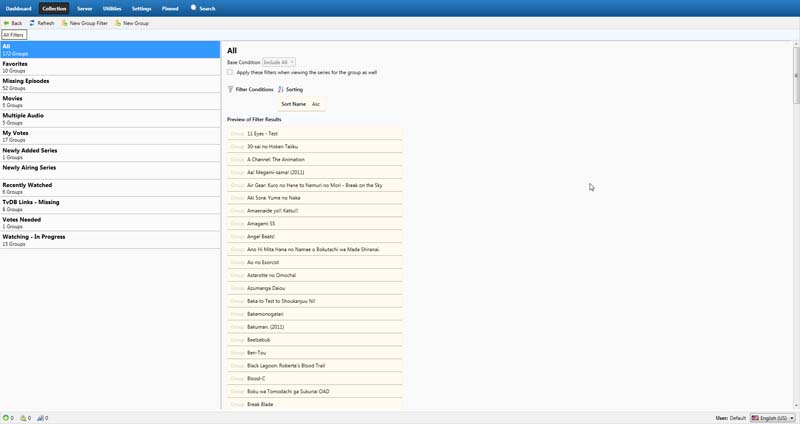 Dashboard Collection Server Utilities Settings Pinned Search
Back Refresh New Group Filter New Group
All Filters
All
172 Groups
Favorites
10 Groups
Missing Episodes
52 Groups
Movies
5 Groups
Multiple Audio
5 Groups
My Votes
17 Groups
Newly Added Series
1 Groups
Newly Airing Series
Recently Watched
6 Groups
TvDB Links - Missing
8 Groups
Votes Needed
1 Groups
Watching - In Progress
15 Groups
All
Base Condition Include All
Apply these filters when viewing the series for the group as well
Filter Conditions Sorting
Sort Name Asc
Preview of Filter Results
Group 11 Eyes - Test
Group 30-sai no Hoken Taiiku
Group A Channel: The Animation
Group Aa! Megami-sama! (2011)
Group Air Gear: Kuro no Hane to Nemuri no Mori - Break on the Sky
Group Aki Sora: Yume no Naka
Group Amaenaide yo!! Katsu!!
Group Amagami SS
Group Angel Beats!
Group Ano Hi Mita Hana no Namae o Bokutachi wa Mada Shiranai.
Group Ao no Exorcist
Group Astarotte no Omocha!
Group Azumanga Daiou
Group Baka to Test to Shoukanjuu Ni!
Group Bakemonogatari
Group Bakuman. (2011)
Group Beelzebub
Group Ben-Tou
Group Black Lagoon: Roberta's Blood Trail
Group Blood-C
Group Boku wa Tomodachi ga Sukunai OAD
Group Break Blade
0 0 0
User: Default English (US)